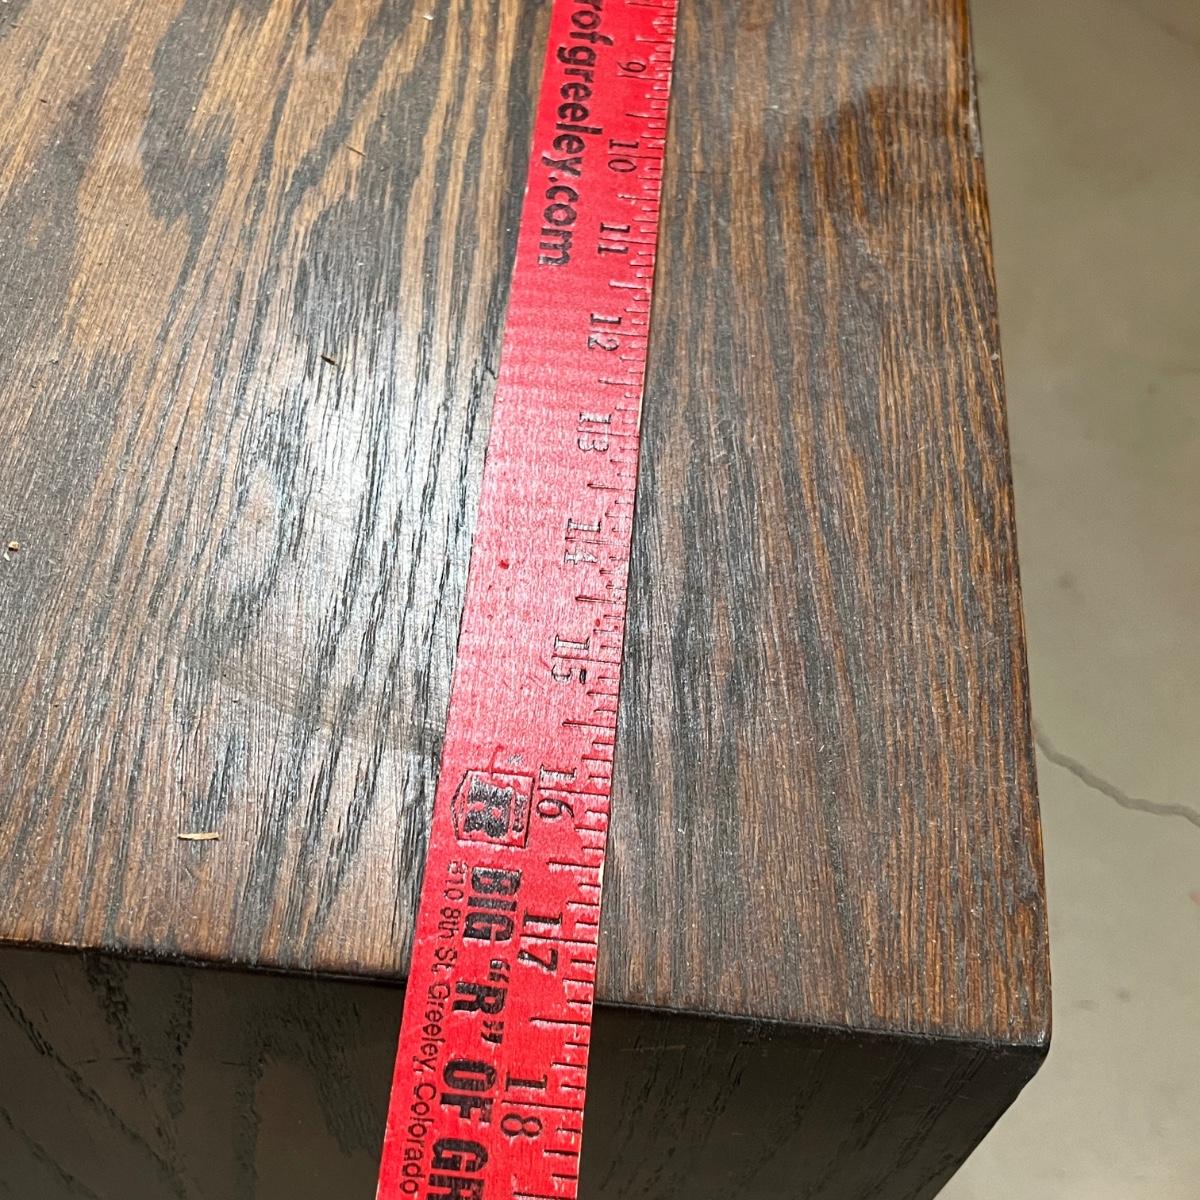 rofgreeley.com
9
10
11
12
13
14
15
16
17
18
R
BIG "R" OF GR
310 8th St. Greeley, Colorado